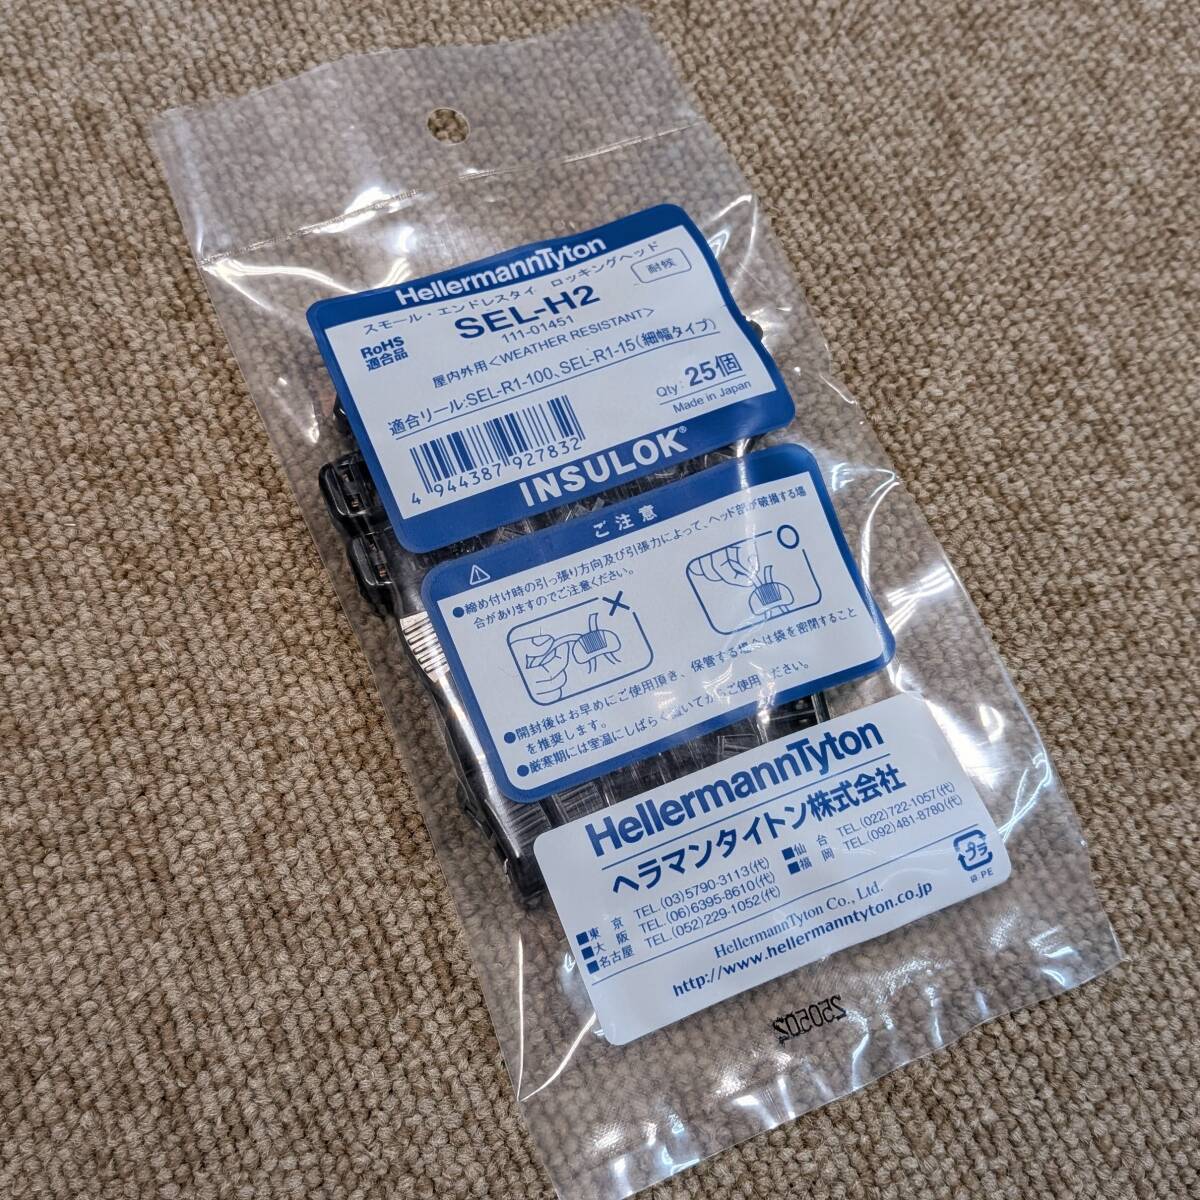 HellermannTyton
スモール・エンドレスタイ ロッキングヘッド
耐候
SEL-H2
111-01451
RoHS
適合品
屋内外用<WEATHER RESISTANT>
適合リール:SEL-R1-100、SEL-R1-15(細幅タイプ)
Qty: 25個
Made in Japan
4 944387 927832
INSULOK®
ご注意
●締め付け時の引っ張り方向及び引張力によって、ヘッド部が破損する場
合がありますのでご注意ください。
●開封後はお早めにご使用頂き、保管する場合は袋を密閉すること
を推奨します。
●厳寒期には室温にしばらく置いてからご使用ください。
HellermannTyton
ヘラマンタイトン株式会社
■東京 TEL(03)5790-3113(代)
■仙台 TEL(022)722-1057(代)
■大阪 TEL(06)6395-8610(代)
■福岡 TEL(092)481-8780(代)
■名古屋 TEL(052)229-1052(代)
HellermannTyton Co., Ltd.
http://www.hellermanntyton.co.jp
プラ
袋:PE
250502